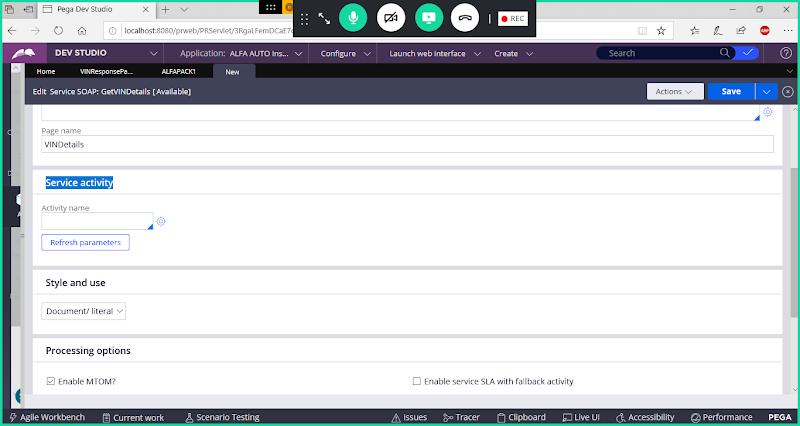 Pega Dev Studio
localhost:8080/prweb/PRServlet/3RgaLFemDCaE7
REC
DEV STUDIO
Application: ALFA AUTO Ins...
Configure
Launch web interface
Create
Search
Home
VINResponsePa...
ALFAPACK1
New
Edit Service SOAP: GetVINDetails [Available]
Actions
Save
Page name
VINDetails
Service activity
Activity name
Refresh parameters
Style and use
Document/ literal
Processing options
Enable MTOM?
Enable service SLA with fallback activity
Agile Workbench
Current work
Scenario Testing
Issues
Tracer
Clipboard
Live UI
Accessibility
Performance
PEGA